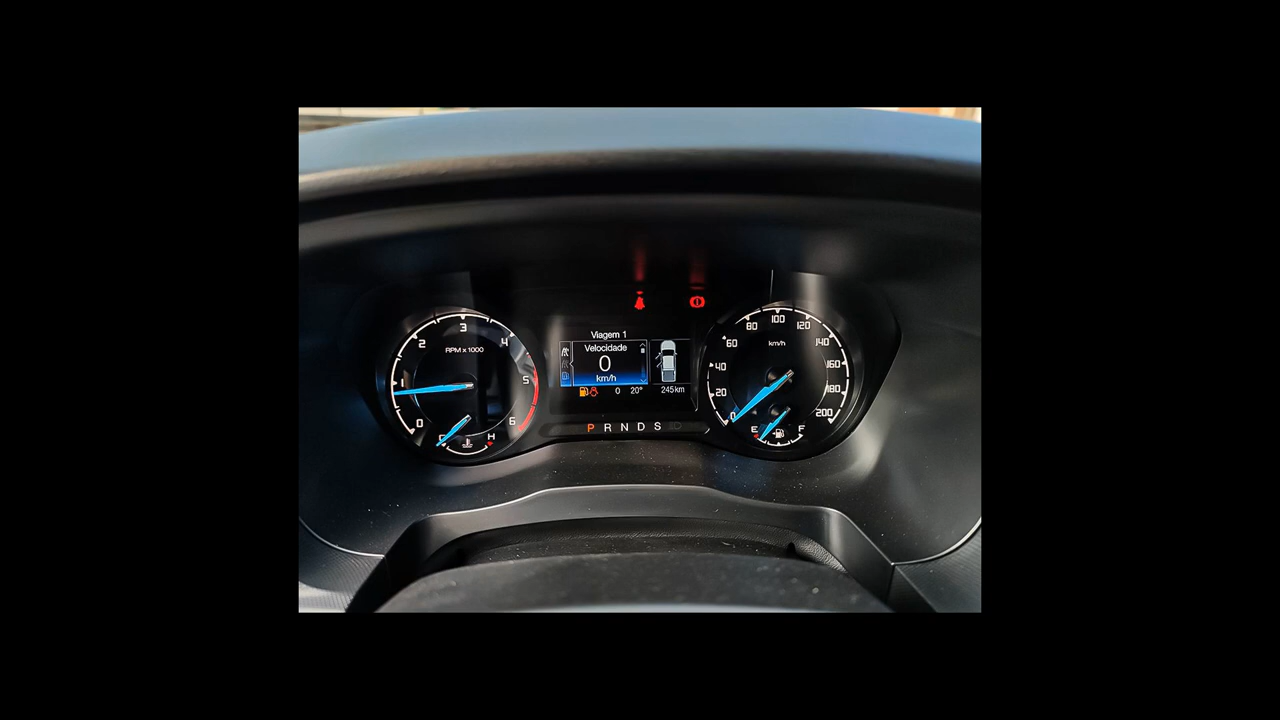 Viagem 1
Velocidade
0
km/h
0 20° 245 km
P R N D S
0 1 2 3 4 5 6
RPM x 1000
C H
0 20 40 60 80 100 120 140 160 180 200
km/h
E F